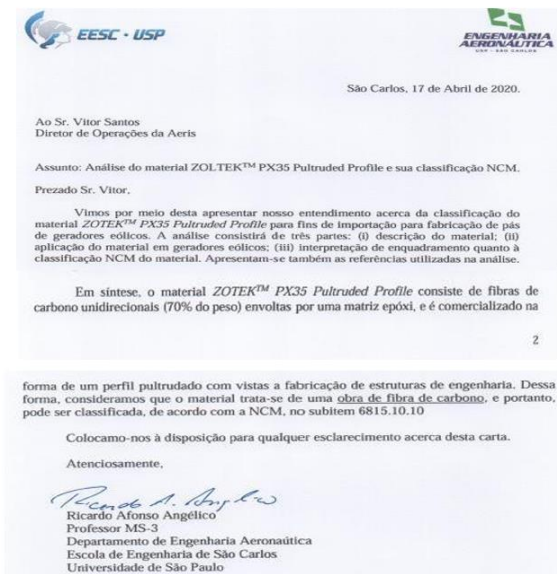 EESC · USP
ENGENHARIA
AERONÁUTICA
USP - SÃO CARLOS
São Carlos, 17 de Abril de 2020.
Ao Sr. Vitor Santos
Diretor de Operações da Aeris
Assunto: Análise do material ZOLTEK™ PX35 Pultruded Profile e sua classificação NCM.
Prezado Sr. Vitor,
Vimos por meio desta apresentar nosso entendimento acerca da classificação do
material ZOTEK™ PX35 Pultruded Profile para fins de importação para fabricação de pás
de geradores eólicos. A análise consistirá de três partes: (i) descrição do material; (ii)
aplicação do material em geradores eólicos; (iii) interpretação de enquadramento quanto à
classificação NCM do material. Apresentam-se também as referências utilizadas na análise.
Em síntese, o material ZOTEK™ PX35 Pultruded Profile consiste de fibras de
carbono unidirecionais (70% do peso) envoltas por uma matriz epóxi, e é comercializado na
2
forma de um perfil pultrudado com vistas a fabricação de estruturas de engenharia. Dessa
forma, consideramos que o material trata-se de uma obra de fibra de carbono, e portanto,
pode ser classificada, de acordo com a NCM, no subitem 6815.10.10
Colocamo-nos à disposição para qualquer esclarecimento acerca desta carta.
Atenciosamente,
Ricardo A. Angélico
Ricardo Afonso Angélico
Professor MS-3
Departamento de Engenharia Aeronaútica
Escola de Engenharia de São Carlos
Universidade de São Paulo